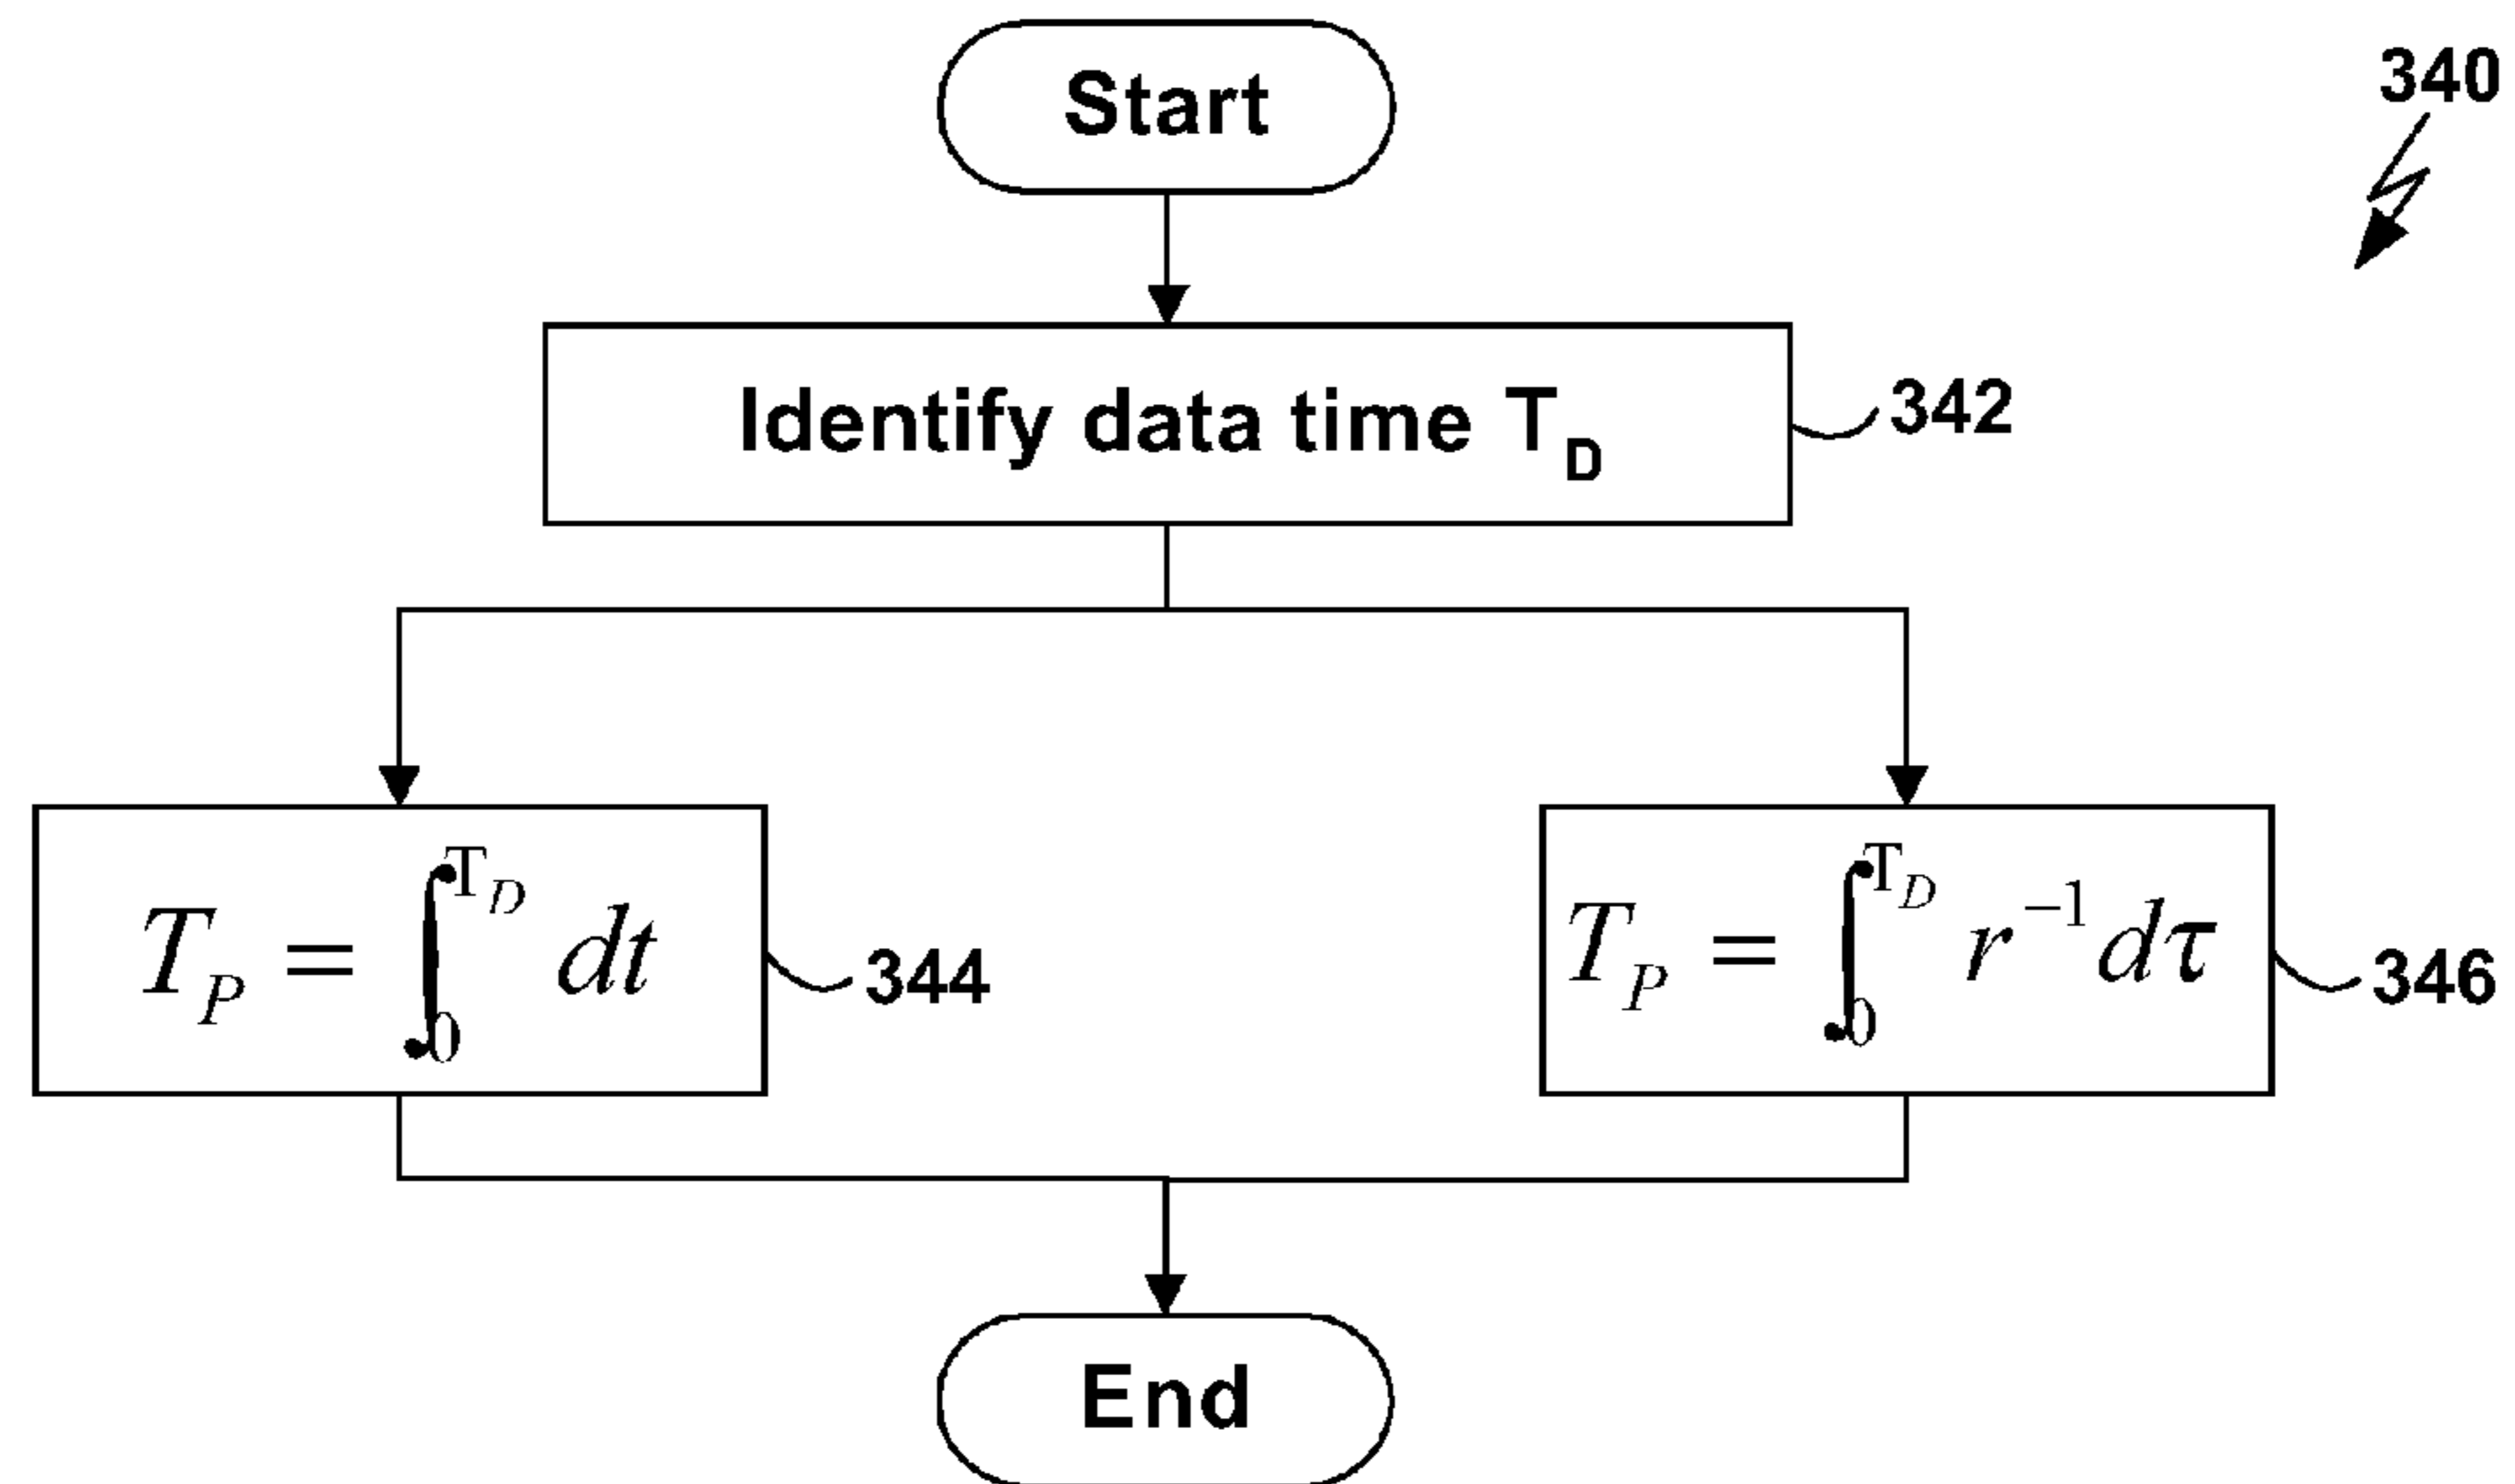 Start
340
Identify data time T_D
342
T_P = ∫_0^{T_D} dt
344
T_P = ∫_0^{T_D} r^{-1} dτ
346
End